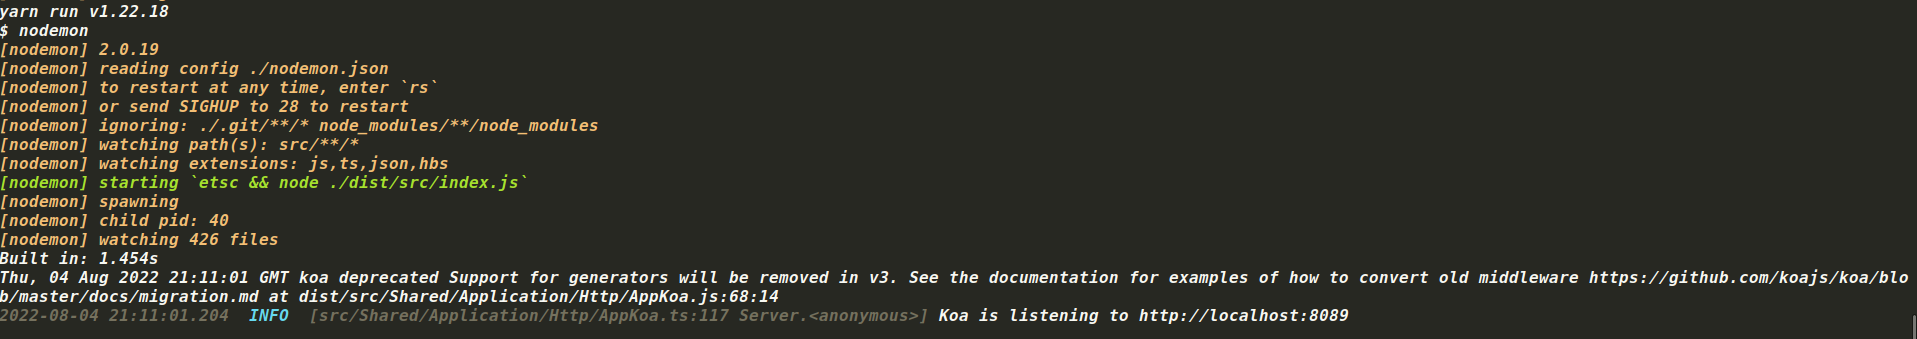 yarn run v1.22.18
$ nodemon
[nodemon] 2.0.19
[nodemon] reading config ./nodemon.json
[nodemon] to restart at any time, enter `rs`
[nodemon] or send SIGHUP to 28 to restart
[nodemon] ignoring: ./.git/**/* node_modules/**/node_modules
[nodemon] watching path(s): src/**/*
[nodemon] watching extensions: js,ts,json,hbs
[nodemon] starting `etsc && node ./dist/src/index.js`
[nodemon] spawning
[nodemon] child pid: 40
[nodemon] watching 426 files
Built in: 1.454s
Thu, 04 Aug 2022 21:11:01 GMT koa deprecated Support for generators will be removed in v3. See the documentation for examples of how to convert old middleware https://github.com/koajs/koa/blo
b/master/docs/migration.md at dist/src/Shared/Application/Http/AppKoa.js:68:14
2022-08-04 21:11:01.204  INFO  [src/Shared/Application/Http/AppKoa.ts:117 Server.<anonymous>] Koa is listening to http://localhost:8089